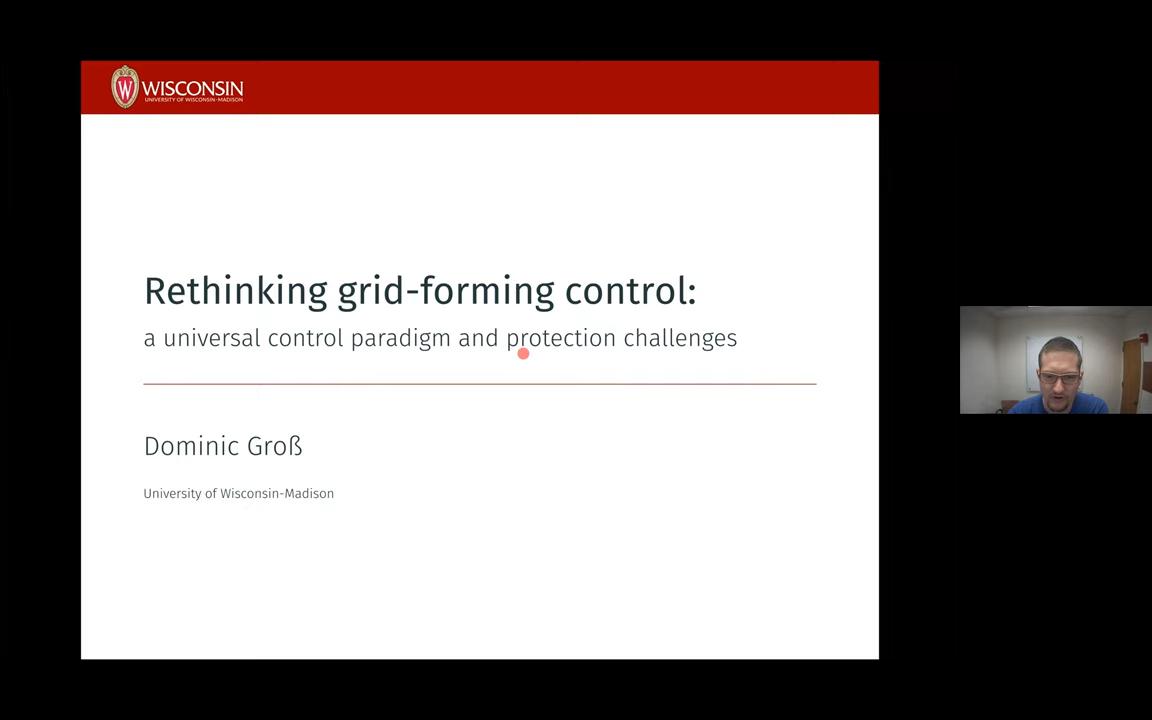 W WISCONSIN
UNIVERSITY OF WISCONSIN-MADISON
Rethinking grid-forming control:
a universal control paradigm and protection challenges
Dominic Groß
University of Wisconsin-Madison